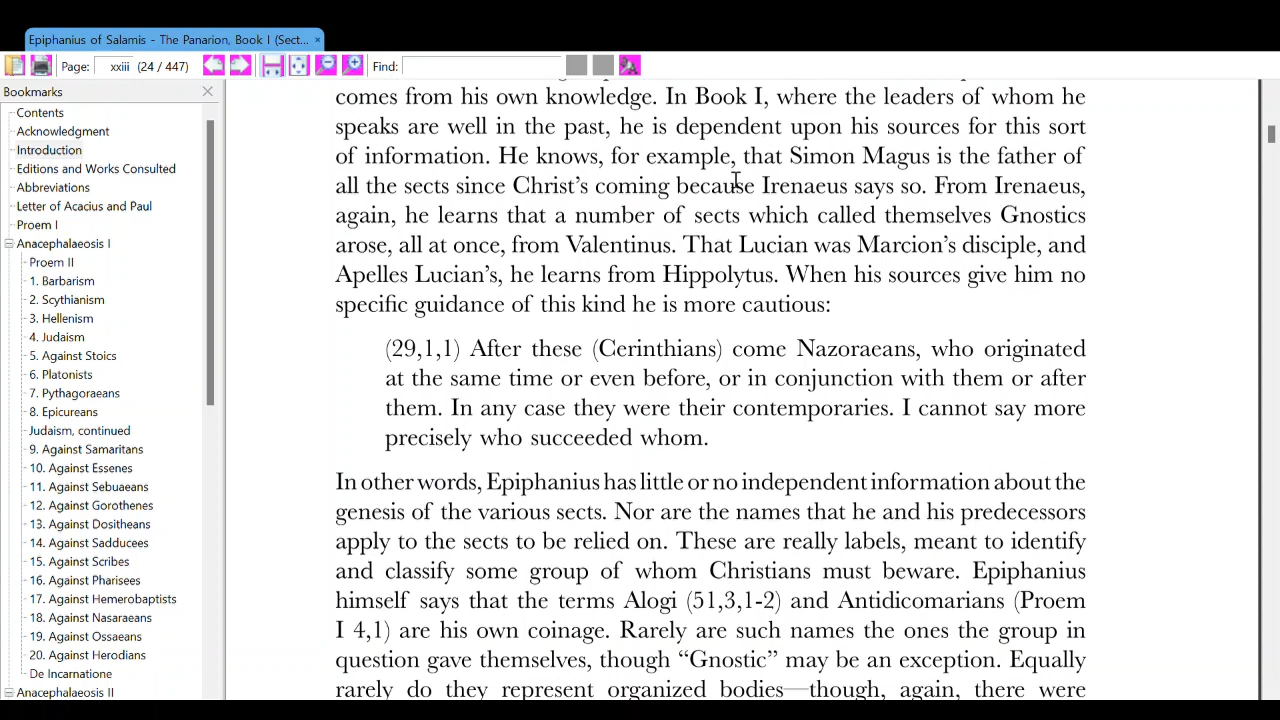 Epiphanius of Salamis - The Panarion, Book I (Sect... ×
Page: xxiii (24 / 447) Find:
Bookmarks
Contents
Acknowledgment
Introduction
Editions and Works Consulted
Abbreviations
Letter of Acacius and Paul
Proem I
Anacephalaeosis I
Proem II
1. Barbarism
2. Scythianism
3. Hellenism
4. Judaism
5. Against Stoics
6. Platonists
7. Pythagoraeans
8. Epicureans
Judaism, continued
9. Against Samaritans
10. Against Essenes
11. Against Sebuaeans
12. Against Gorothenes
13. Against Dositheans
14. Against Sadducees
15. Against Scribes
16. Against Pharisees
17. Against Hemerobaptists
18. Against Nasaraeans
19. Against Ossaeans
20. Against Herodians
De Incarnatione
Anacephalaeosis II
comes from his own knowledge. In Book I, where the leaders of whom he
speaks are well in the past, he is dependent upon his sources for this sort
of information. He knows, for example, that Simon Magus is the father of
all the sects since Christ’s coming because Irenaeus says so. From Irenaeus,
again, he learns that a number of sects which called themselves Gnostics
arose, all at once, from Valentinus. That Lucian was Marcion’s disciple, and
Apelles Lucian’s, he learns from Hippolytus. When his sources give him no
specific guidance of this kind he is more cautious:
(29,1,1) After these (Cerinthians) come Nazoraeans, who originated
at the same time or even before, or in conjunction with them or after
them. In any case they were their contemporaries. I cannot say more
precisely who succeeded whom.
In other words, Epiphanius has little or no independent information about the
genesis of the various sects. Nor are the names that he and his predecessors
apply to the sects to be relied on. These are really labels, meant to identify
and classify some group of whom Christians must beware. Epiphanius
himself says that the terms Alogi (51,3,1-2) and Antidicomarians (Proem
I 4,1) are his own coinage. Rarely are such names the ones the group in
question gave themselves, though “Gnostic” may be an exception. Equally
rarely do they represent organized bodies—though, again, there were